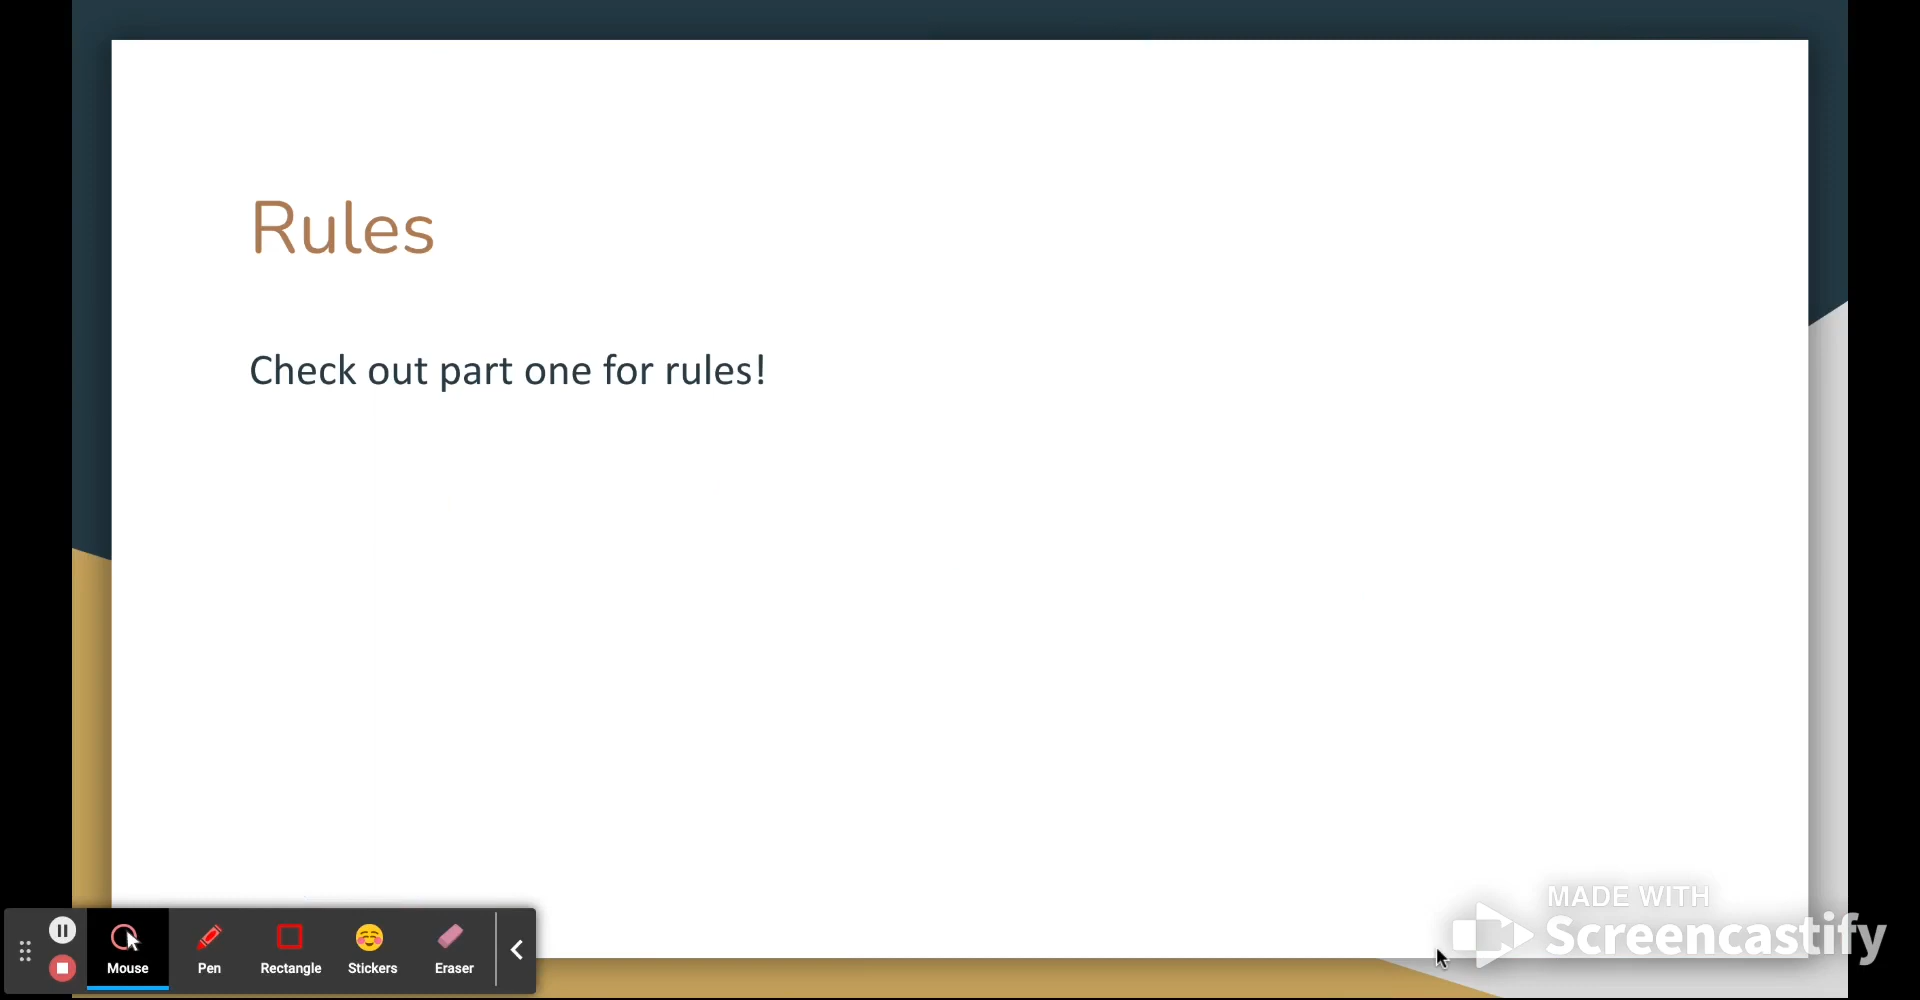 Rules
Check out part one for rules!
MADE WITH
Screencastify
Mouse Pen Rectangle Stickers Eraser